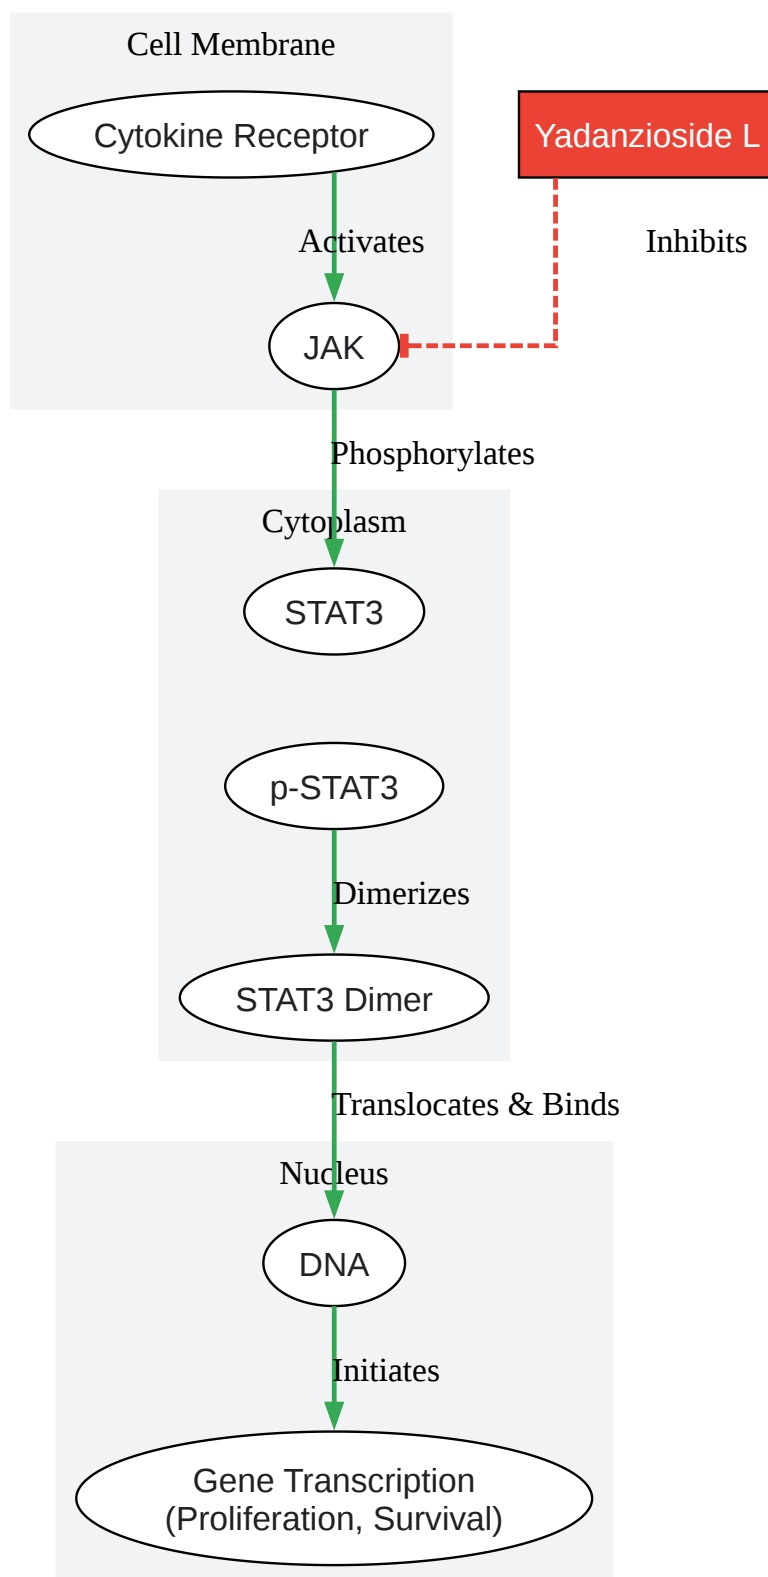 Cell Membrane
Cytokine Receptor
Yadanzioside L
Activates
Inhibits
JAK
Phosphorylates
Cytoplasm
STAT3
p-STAT3
Dimerizes
STAT3 Dimer
Translocates & Binds
Nucleus
DNA
Initiates
Gene Transcription
(Proliferation, Survival)